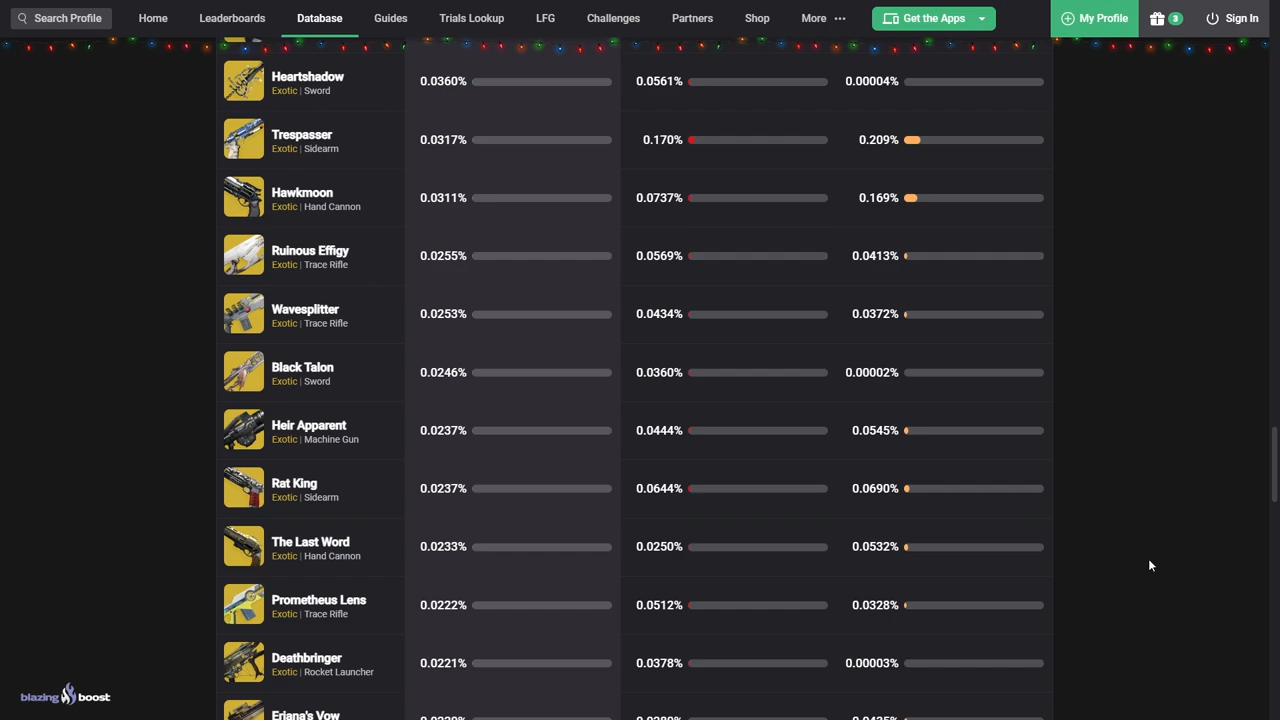 Search Profile
Home
Leaderboards
Database
Guides
Trials Lookup
LFG
Challenges
Partners
Shop
More
Get the Apps
My Profile
3
Sign In
Heartshadow
Exotic | Sword
0.0360%
0.0561%
0.00004%
Trespasser
Exotic | Sidearm
0.0317%
0.170%
0.209%
Hawkmoon
Exotic | Hand Cannon
0.0311%
0.0737%
0.169%
Ruinous Effigy
Exotic | Trace Rifle
0.0255%
0.0569%
0.0413%
Wavesplitter
Exotic | Trace Rifle
0.0253%
0.0434%
0.0372%
Black Talon
Exotic | Sword
0.0246%
0.0360%
0.00002%
Heir Apparent
Exotic | Machine Gun
0.0237%
0.0444%
0.0545%
Rat King
Exotic | Sidearm
0.0237%
0.0644%
0.0690%
The Last Word
Exotic | Hand Cannon
0.0233%
0.0250%
0.0532%
Prometheus Lens
Exotic | Trace Rifle
0.0222%
0.0512%
0.0328%
Deathbringer
Exotic | Rocket Launcher
0.0221%
0.0378%
0.00003%
Eriana's Vow
blazing boost